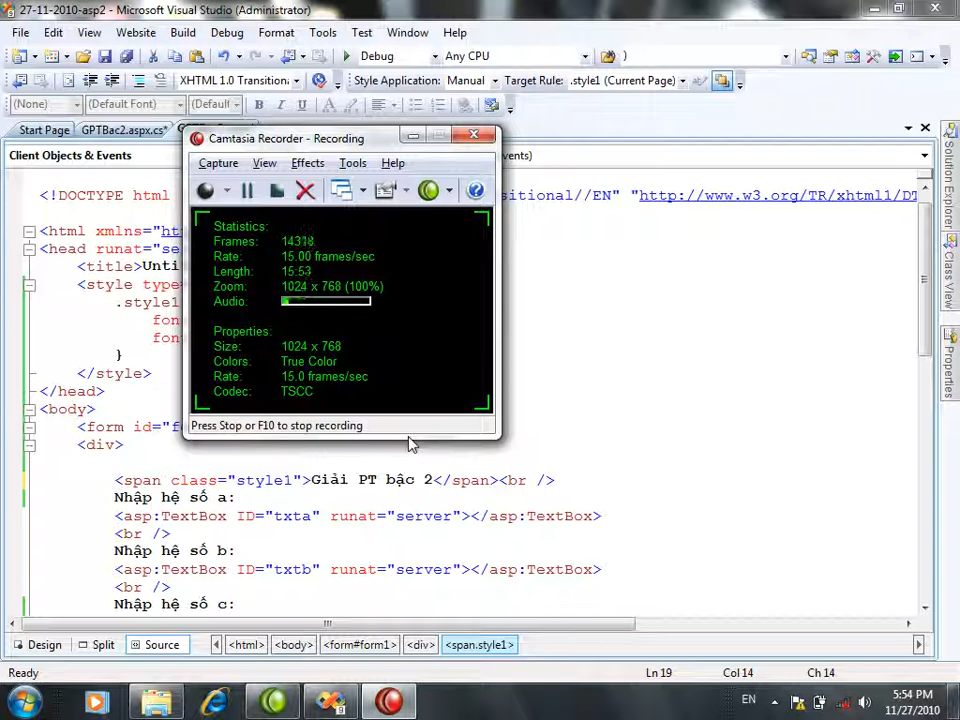 27-11-2010-asp2 - Microsoft Visual Studio (Administrator)
File Edit View Website Build Debug Format Tools Test Window Help
Debug Any CPU )
XHTML 1.0 Transition Style Application: Manual Target Rule: .style1 (Current Page)
(None) (Default Font) (Default B I U A
Start Page GPTBac2.aspx.cs*
Client Objects & Events
<!DOCTYPE html
sitional//EN" "http://www.w3.org/TR/xhtml1/DT
<html xmlns="ht
<head runat="se
<title>Unti
<style type=
.style1
fon
fon
}
</style>
</head>
<body>
<form id="f
<div>
Camtasia Recorder - Recording
Capture View Effects Tools Help
Statistics:
Frames: 14318
Rate: 15.00 frames/sec
Length: 15:53
Zoom: 1024 x 768 (100%)
Audio:
Properties:
Size: 1024 x 768
Colors: True Color
Rate: 15.0 frames/sec
Codec: TSCC
Press Stop or F10 to stop recording
<span class="style1">Giải PT bậc 2</span><br />
Nhập hệ số a:
<asp:TextBox ID="txta" runat="server"></asp:TextBox>
<br />
Nhập hệ số b:
<asp:TextBox ID="txtb" runat="server"></asp:TextBox>
<br />
Nhập hệ số c:
Solution Explorer
Properties
Design Split Source <html> <body> <form#form1> <div> <span.style1>
Ready Ln 19 Col 14 Ch 14
EN 5:54 PM
11/27/2010